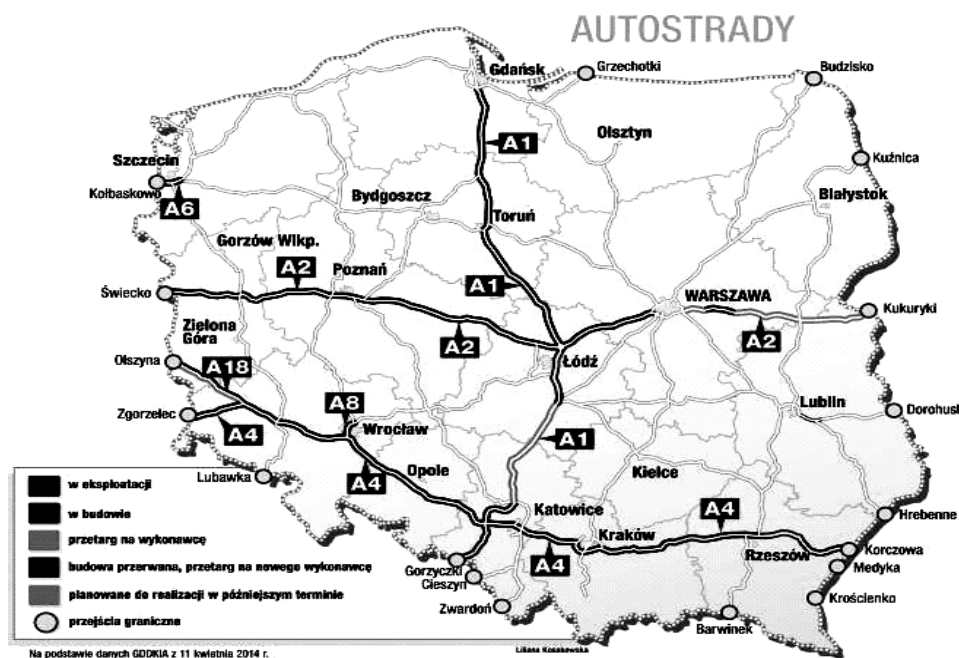 AUTOSTRADY
Gdańsk
Grzechotki
Budzisko
A1
Olsztyn
Kuźnica
Szczecin
Kołbaskowo
A6
Bydgoszcz
Białystok
Toruń
Gorzów Wlkp.
A2
Poznań
A1
Świecko
WARSZAWA
Kukuryki
Zielona
Góra
A2
A2
Olszyna
Łódź
A18
Zgorzelec
A4
A8
Wrocław
Lublin
Dorohusk
A1
Lubawka
A4
Opole
Kielce
Katowice
A4
Hrebenne
Kraków
A4
Rzeszów
Korczowa
Medyka
Gorzyczki
Cieszyn
Zwardoń
Krościenko
Barwinek
w eksploatacji
w budowie
przetarg na wykonawcę
budowa przerwana, przetarg na nowego wykonawcę
planowane do realizacji w późniejszym terminie
przejścia graniczne
Na podstawie danych GDDKIA z 11 kwietnia 2014 r.
Liliana Kosakowska